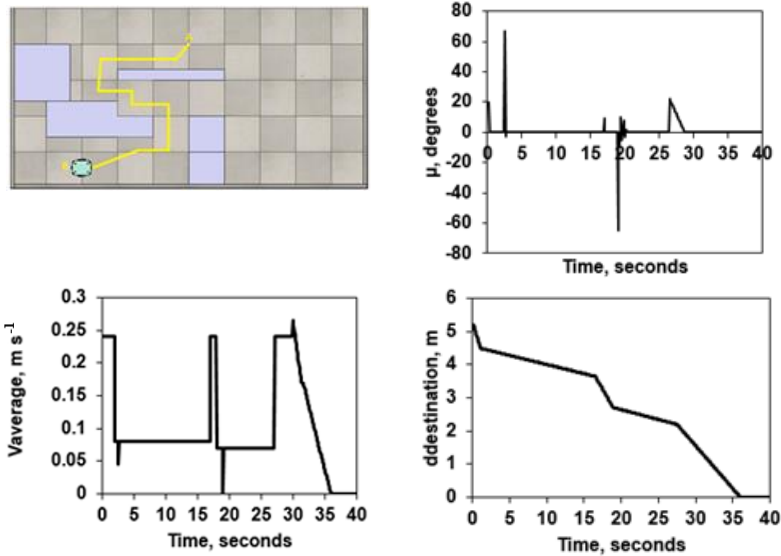 80
60
40
20
0
-20
-40
-60
-80
0 5 10 15 20 25 30 35 40
μ, degrees
Time, seconds
0.3
0.25
0.2
0.15
0.1
0.05
0
0 5 10 15 20 25 30 35 40
Vaverage, m s⁻¹
Time, seconds
6
5
4
3
2
1
0
0 5 10 15 20 25 30 35 40
ddestination, m
Time, seconds